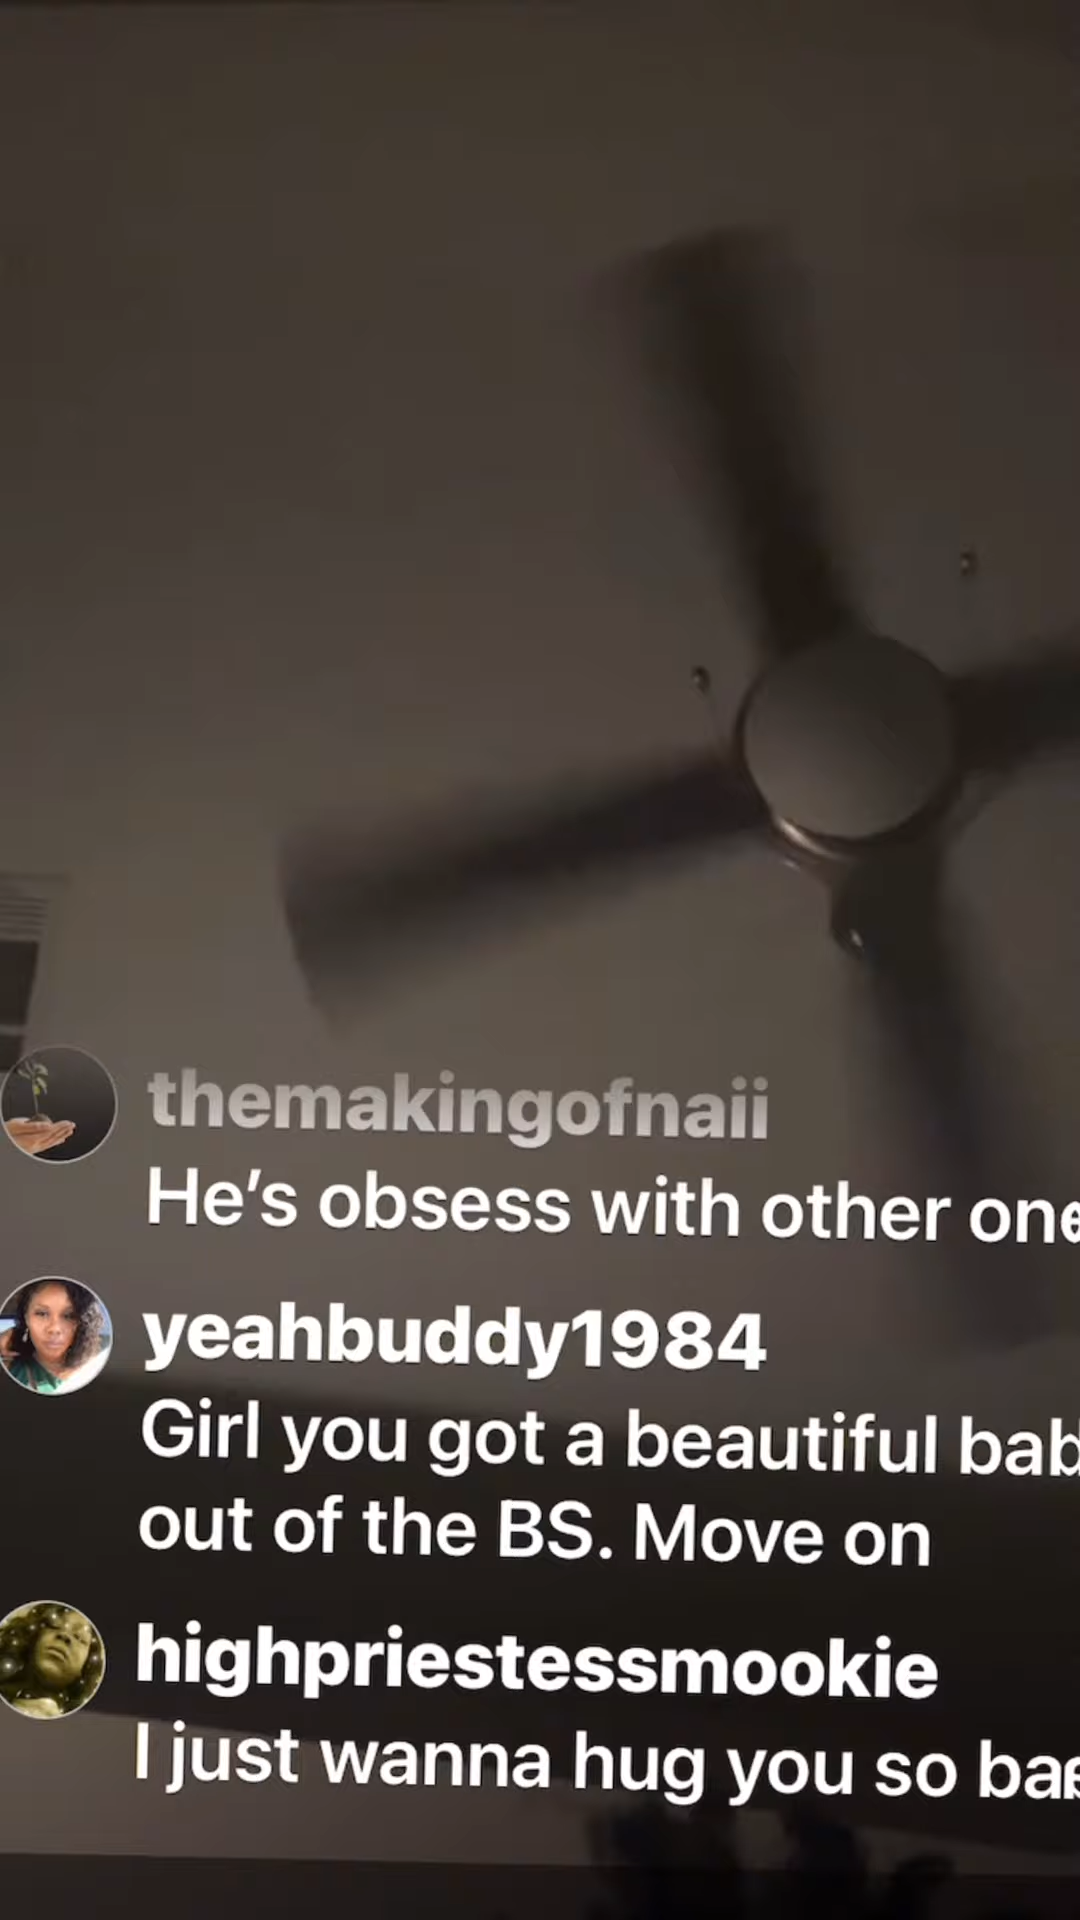 themakingofnaii
He's obsess with other
yeahbuddy1984
Girl you got a beautiful
out of the BS. Move on
highpriestessmookie
I just wanna hug you so